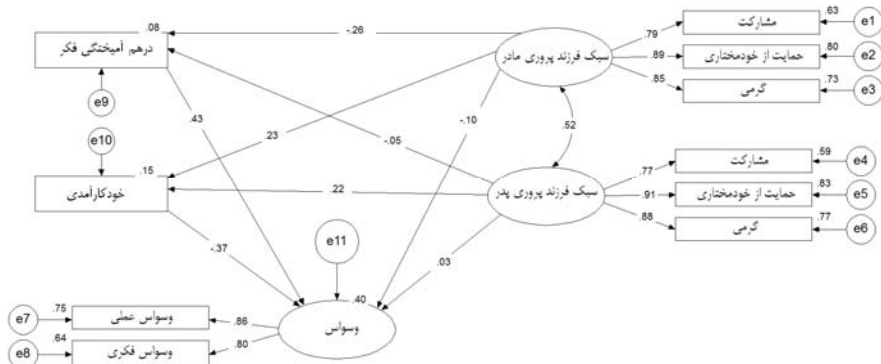 .08
-.26
.79
مشارکت
.63
e1
درهم آمیختگی فکر
سبک فرزند پروری مادر
.89
حمایت از خودمختاری
.80
e2
.85
گرمی
.73
e3
e9
.43
.23
-.10
.52
-.05
e10
.15
خودکارآمدی
.22
سبک فرزند پروری پدر
.77
مشارکت
.59
e4
.91
حمایت از خودمختاری
.83
e5
.88
گرمی
.77
e6
-.37
e11
.03
.40
وسواس
e7
.75
وسواس عملی
.86
e8
.64
وسواس فکری
.80